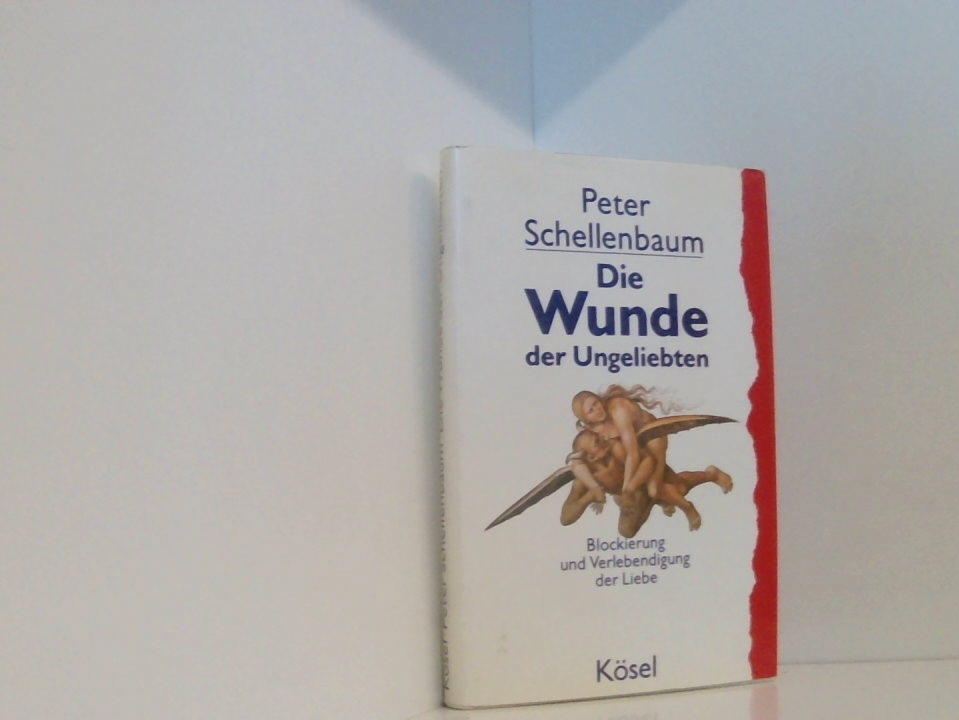 Peter
Schellenbaum
Die
Wunde
der Ungeliebten
Blockierung
und Verlebendigung
der Liebe
Kösel